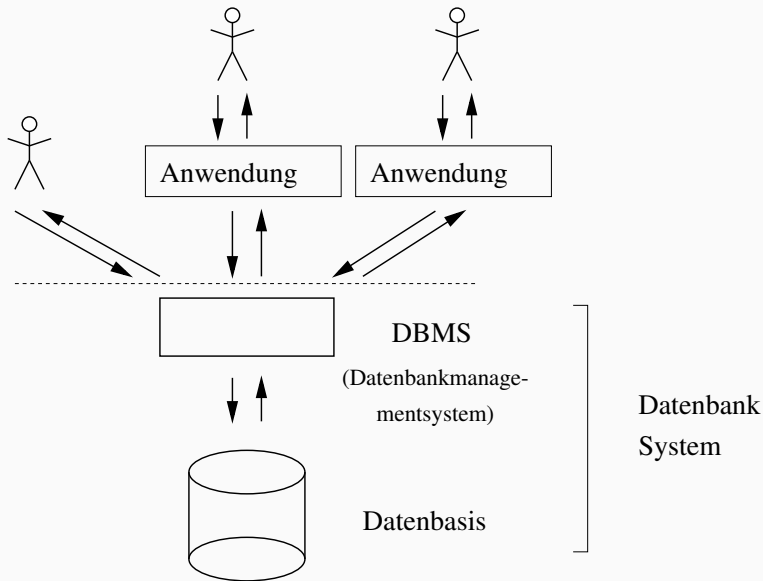 Anwendung
Anwendung
DBMS
(Datenbankmanage-
mentsystem)
Datenbank
System
Datenbasis